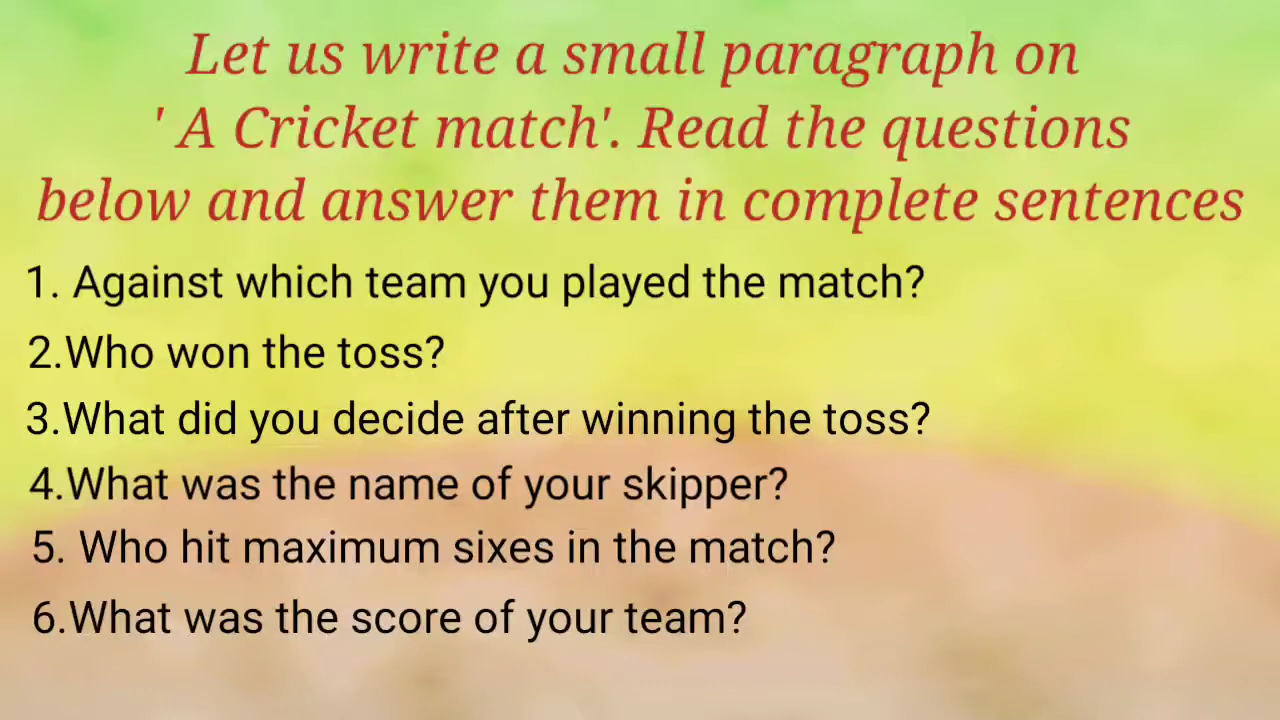 Let us write a small paragraph on
' A Cricket match'. Read the questions
below and answer them in complete sentences
1. Against which team you played the match?
2.Who won the toss?
3.What did you decide after winning the toss?
4.What was the name of your skipper?
5. Who hit maximum sixes in the match?
6.What was the score of your team?